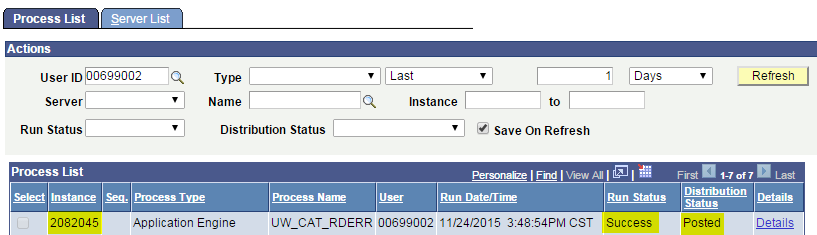 Process List Server List
Actions
User ID 00699002 Type Last 1 Days Refresh
Server Name Instance to
Run Status Distribution Status Save On Refresh
Process List Personalize | Find | View All | | First 1-7 of 7 Last
Select Instance Seq. Process Type Process Name User Run Date/Time Run Status Distribution Status Details
2082045 Application Engine UW_CAT_RDERR 00699002 11/24/2015 3:48:54PM CST Success Posted Details